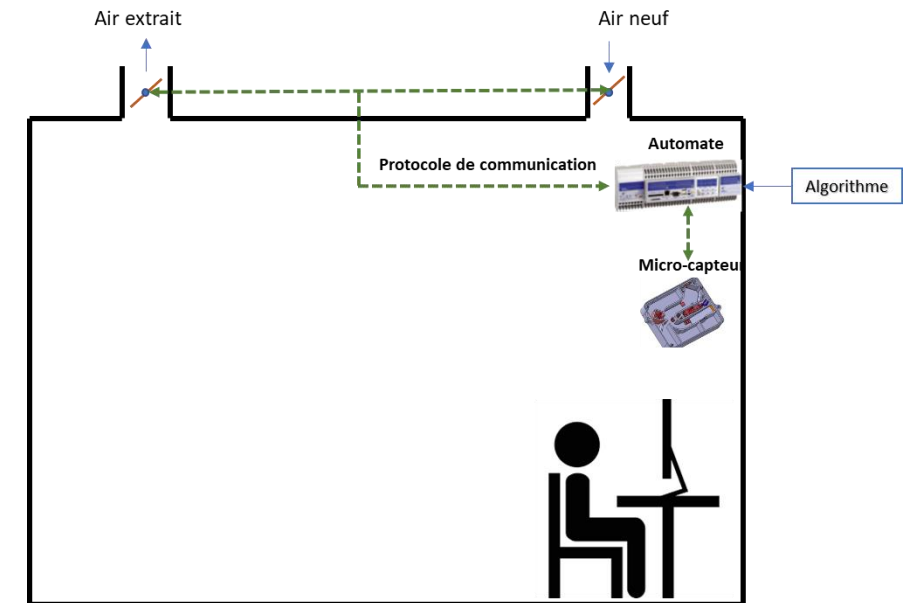 Air extrait
Air neuf
Automate
Protocole de communication
Algorithme
Micro-capteur